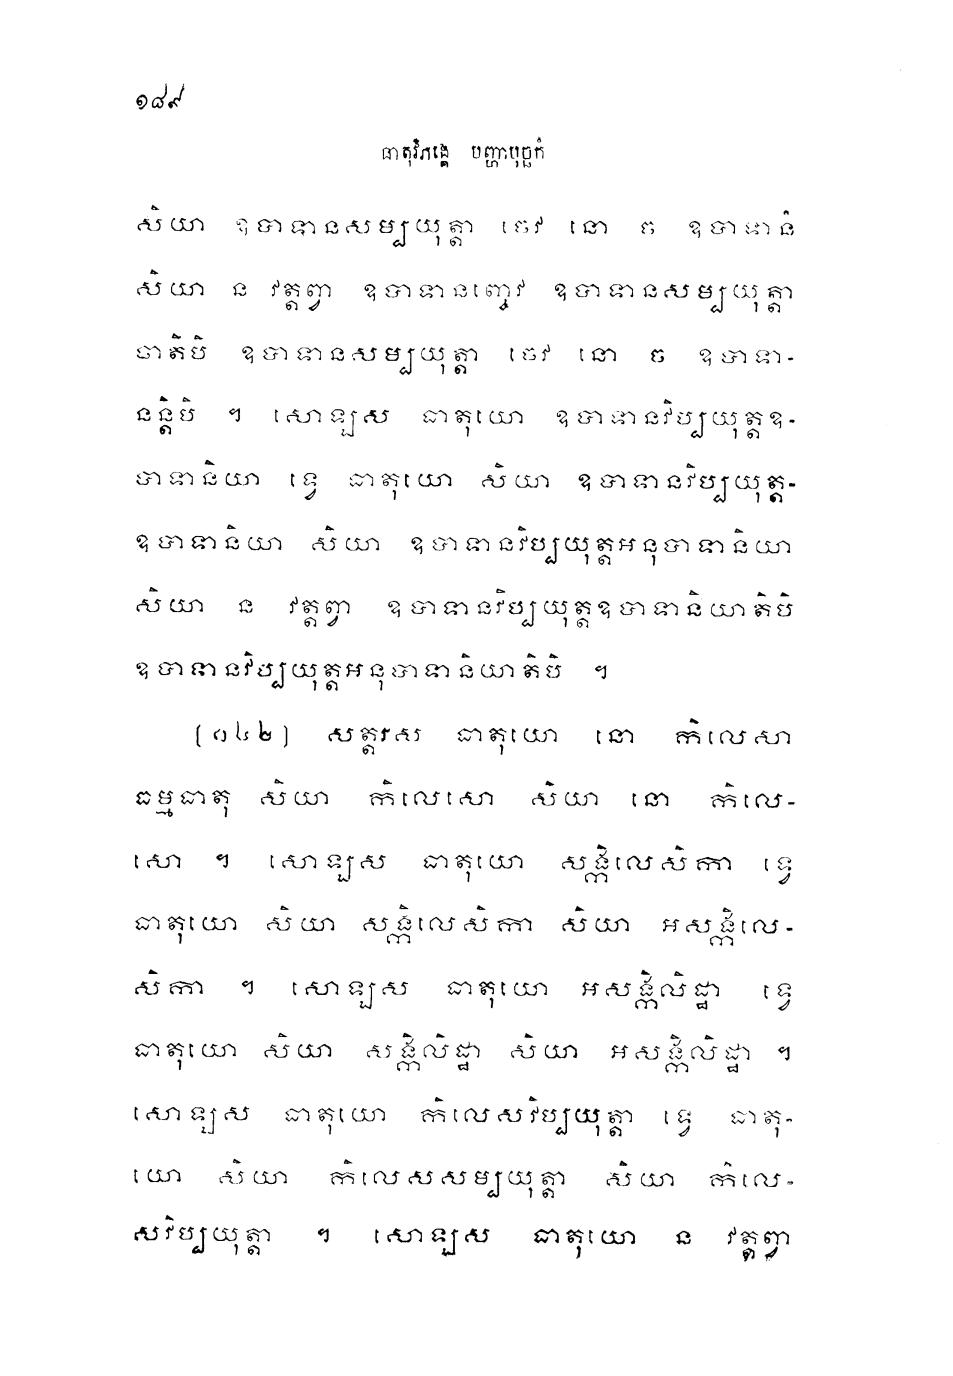 ១៨៩
ធាតុវិភង្គេ បញ្ហាបុច្ឆកំ
សិយា ឧបាទានសម្បយុត្តា ចេវ នោ ច ឧបាទានំ
សិយា ន វត្តព្វា ឧបាទានញ្ចេវ ឧបាទានសម្បយុត្តា
ចាតិបិ ឧបាទានសម្បយុត្តា ចេវ នោ ច ឧបាទា-
នន្តិបិ ។ សោឡស ធាតុយោ ឧបាទានវិប្បយុត្តឧ-
បាទានិយា ទ្វេ ធាតុយោ សិយា ឧបាទានវិប្បយុត្ត-
ឧបាទានិយា សិយា ឧបាទានវិប្បយុត្តអនុបាទានិយា
សិយា ន វត្តព្វា ឧបាទានវិប្បយុត្តឧបាទានិយាតិបិ
ឧបាទានវិប្បយុត្តអនុបាទានិយាតិបិ ។
(១៤២) សត្តរស ធាតុយោ នោ កិលេសា
ធម្មធាតុ សិយា កិលេសោ សិយា នោ កិលេ-
សោ ។ សោឡស ធាតុយោ សង្កិលេសិកា ទ្វេ
ធាតុយោ សិយា សង្កិលេសិកា សិយា អសង្កិលេ-
សិកា ។ សោឡស ធាតុយោ អសង្កិលិដ្ឋា ទ្វេ
ធាតុយោ សិយា សង្កិលិដ្ឋា សិយា អសង្កិលិដ្ឋា ។
សោឡស ធាតុយោ កិលេសវិប្បយុត្តា ទ្វេ ធាតុ-
យោ សិយា កិលេសសម្បយុត្តា សិយា កិលេ-
សវិប្បយុត្តា ។ សោឡស ធាតុយោ ន វត្តព្វា